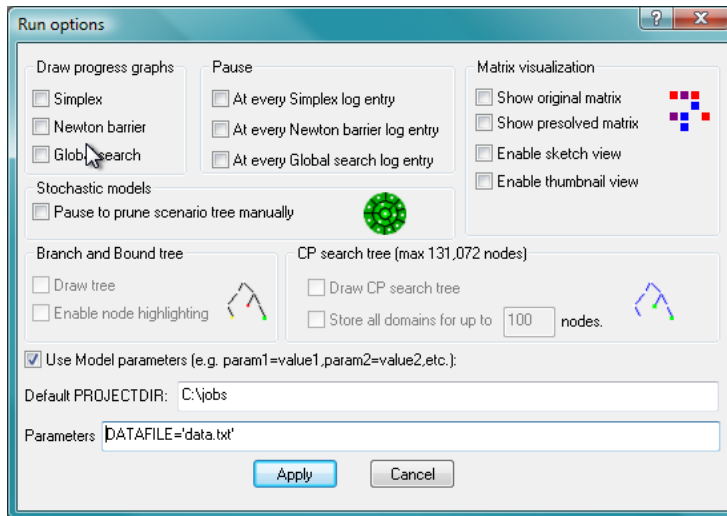 Run options
?
X
Draw progress graphs
Simplex
Newton barrier
Global search
Pause
At every Simplex log entry
At every Newton barrier log entry
At every Global search log entry
Matrix visualization
Show original matrix
Show presolved matrix
Enable sketch view
Enable thumbnail view
Stochastic models
Pause to prune scenario tree manually
Branch and Bound tree
Draw tree
Enable node highlighting
CP search tree (max 131,072 nodes)
Draw CP search tree
Store all domains for up to 100 nodes.
Use Model parameters (e.g. param1=value1,param2=value2,etc.):
Default PROJECTDIR: C:\jobs
Parameters DATAFILE='data.txt'
Apply Cancel